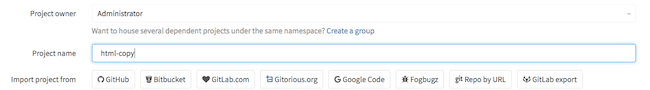 Project owner Administrator
Want to house several dependent projects under the same namespace? Create a group
Project name html-copy
Import project from GitHub Bitbucket GitLab.com Gitorious.org Google Code Fogbugz Repo by URL GitLab export